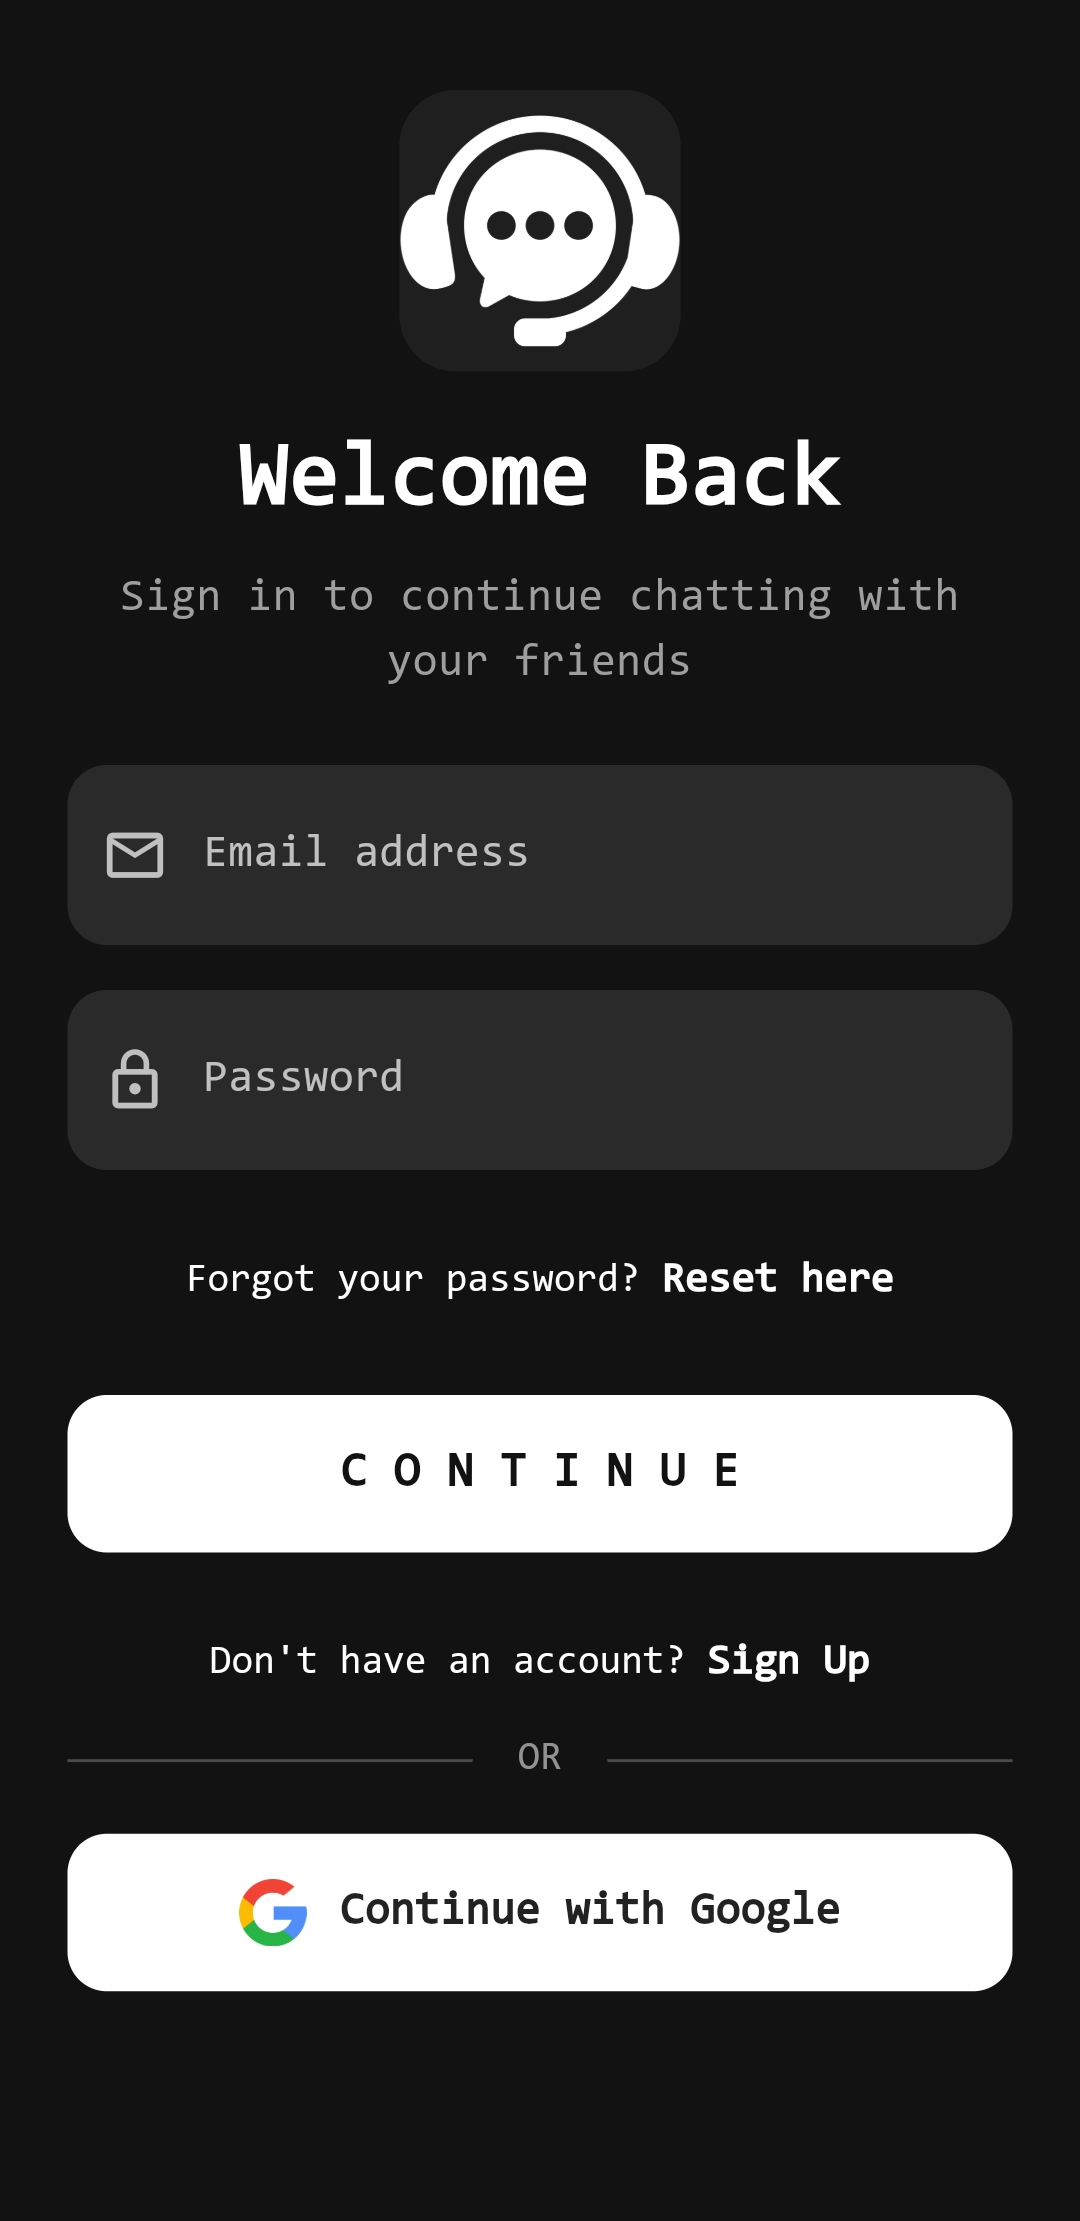 Welcome Back
Sign in to continue chatting with
your friends
Email address
Password
Forgot your password? Reset here
CONTINUE
Don't have an account? Sign Up
OR
Continue with Google